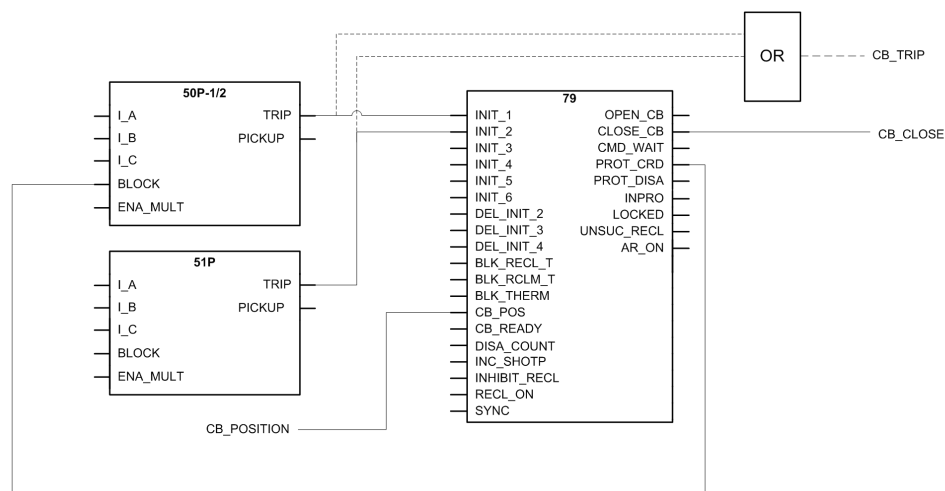 OR
CB_TRIP
50P-1/2
I_A
TRIP
I_B
PICKUP
I_C
BLOCK
ENA_MULT
51P
I_A
TRIP
I_B
PICKUP
I_C
BLOCK
ENA_MULT
CB_POSITION
79
INIT_1
OPEN_CB
INIT_2
CLOSE_CB
INIT_3
CMD_WAIT
INIT_4
PROT_CRD
INIT_5
PROT_DISA
INIT_6
INPRO
DEL_INIT_2
LOCKED
DEL_INIT_3
UNSUC_RECL
DEL_INIT_4
AR_ON
BLK_RECL_T
BLK_RCLM_T
BLK_THERM
CB_POS
CB_READY
DISA_COUNT
INC_SHOTP
INHIBIT_RECL
RECL_ON
SYNC
CB_CLOSE